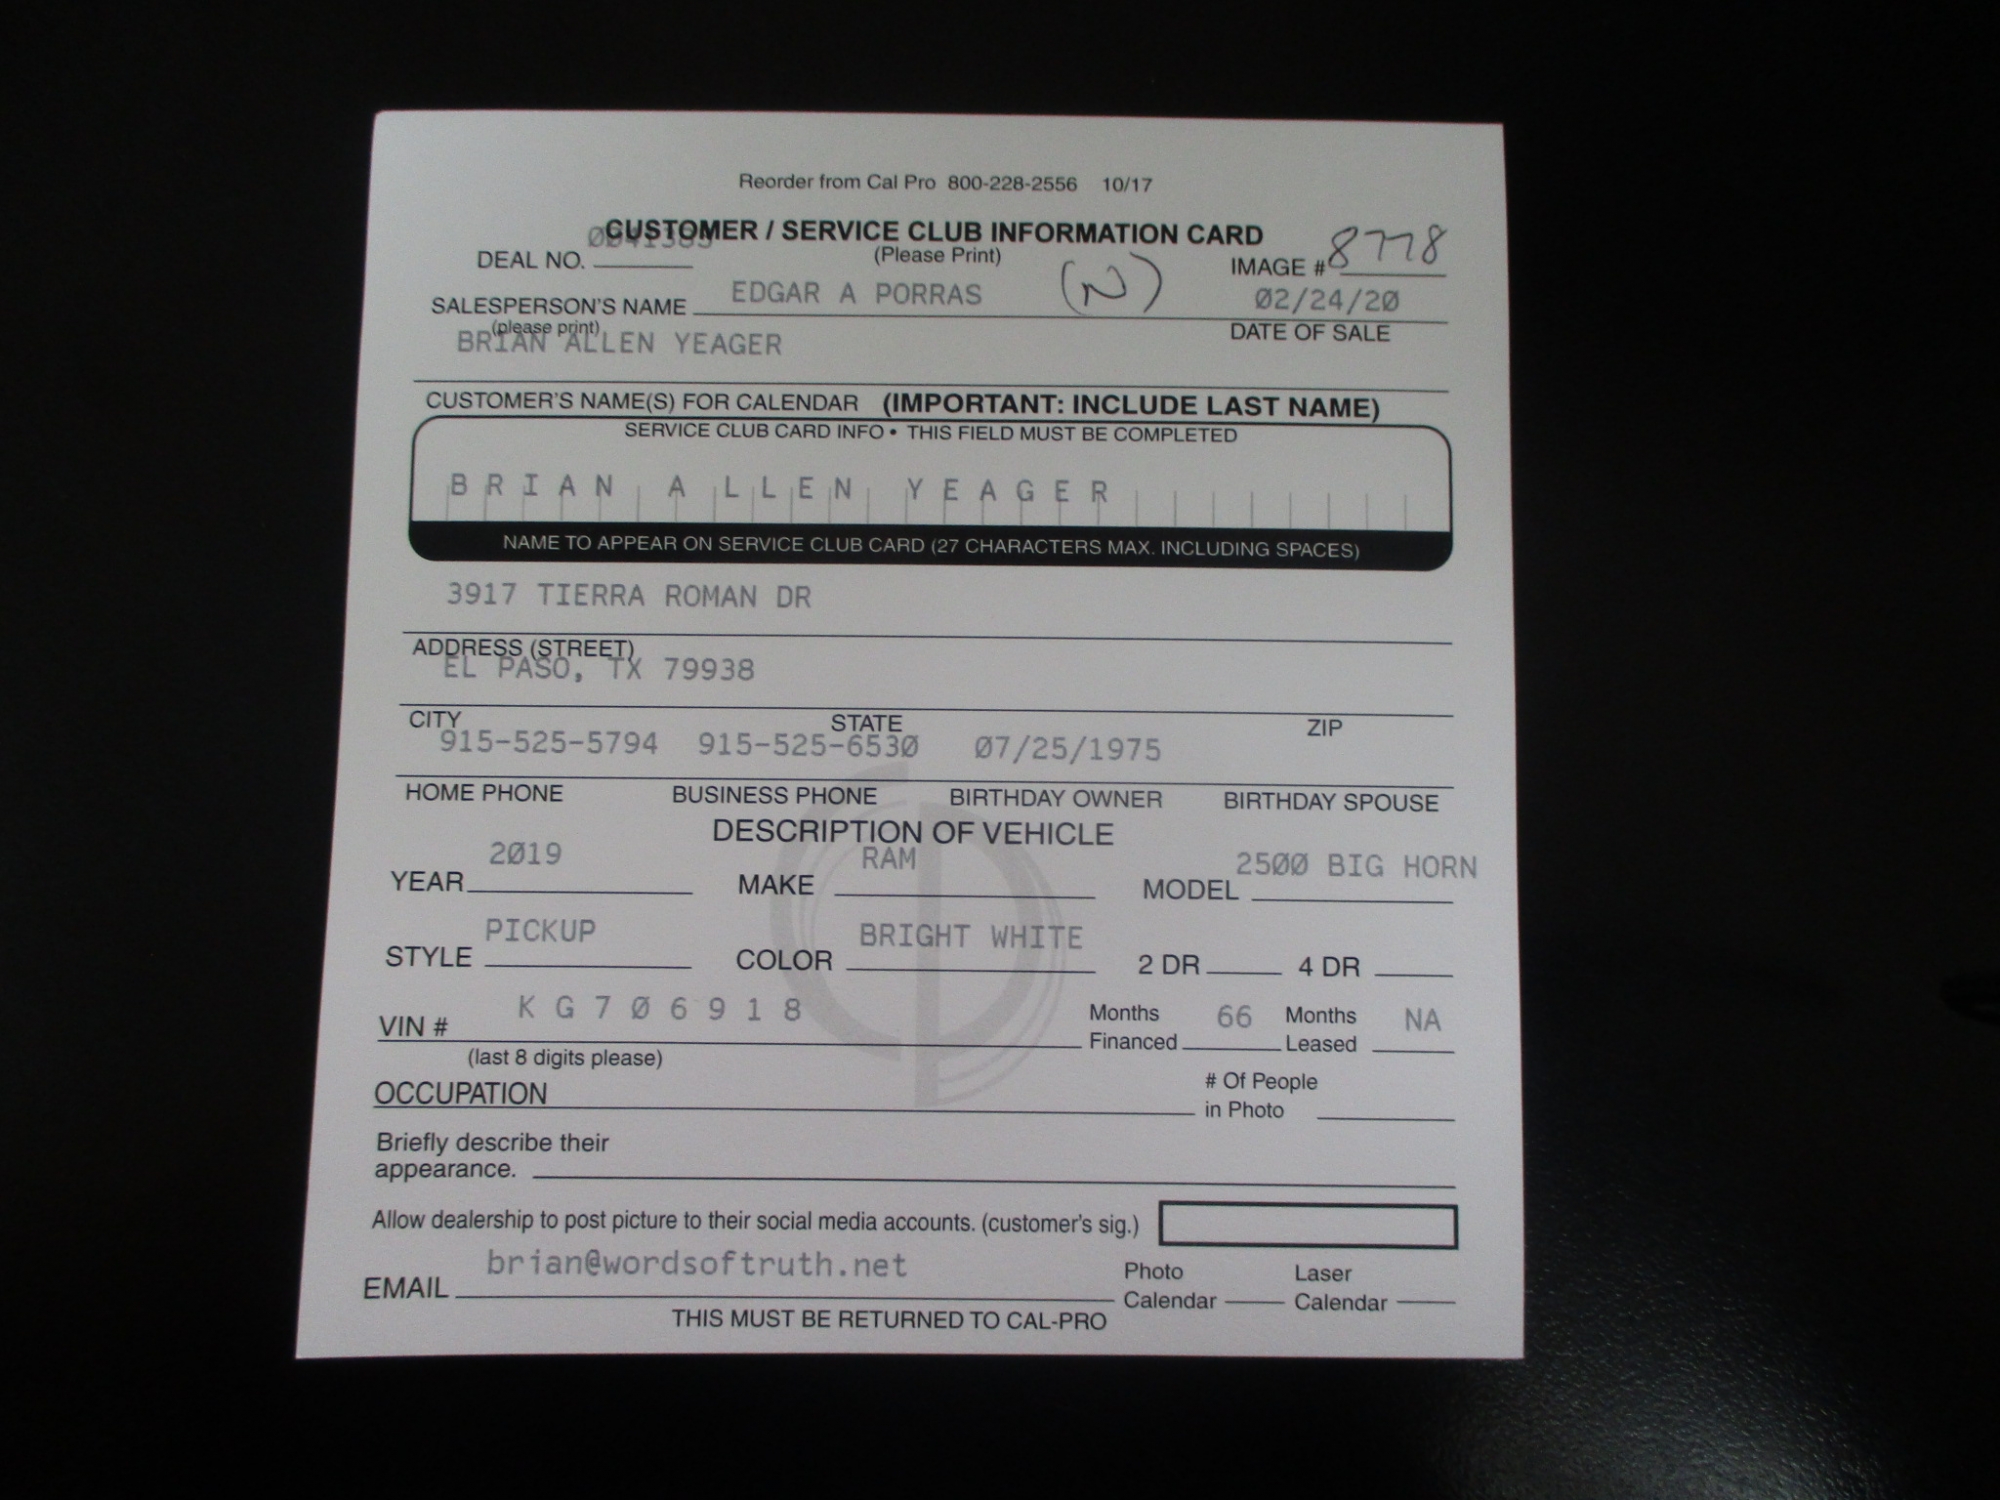 Reorder from Cal Pro 800-228-2556 10/17
CUSTOMER / SERVICE CLUB INFORMATION CARD
(Please Print)
DEAL NO.
IMAGE # 8778
SALESPERSON'S NAME EDGAR A PORRAS (N) 02/24/20
(please print) DATE OF SALE
BRIAN ALLEN YEAGER
CUSTOMER'S NAME(S) FOR CALENDAR (IMPORTANT: INCLUDE LAST NAME)
SERVICE CLUB CARD INFO • THIS FIELD MUST BE COMPLETED
BRIAN ALLEN YEAGER
NAME TO APPEAR ON SERVICE CLUB CARD (27 CHARACTERS MAX. INCLUDING SPACES)
3917 TIERRA ROMAN DR
ADDRESS (STREET)
EL PASO, TX 79938
CITY STATE ZIP
915-525-5794 915-525-6530 07/25/1975
HOME PHONE BUSINESS PHONE BIRTHDAY OWNER BIRTHDAY SPOUSE
DESCRIPTION OF VEHICLE
YEAR 2019 MAKE RAM MODEL 2500 BIG HORN
STYLE PICKUP COLOR BRIGHT WHITE 2 DR 4 DR
VIN # KG706918 Months Financed 66 Months Leased NA
(last 8 digits please)
OCCUPATION # Of People in Photo
Briefly describe their
appearance.
Allow dealership to post picture to their social media accounts. (customer's sig.)
EMAIL brian@wordsoftruth.net Photo Calendar Laser Calendar
THIS MUST BE RETURNED TO CAL-PRO